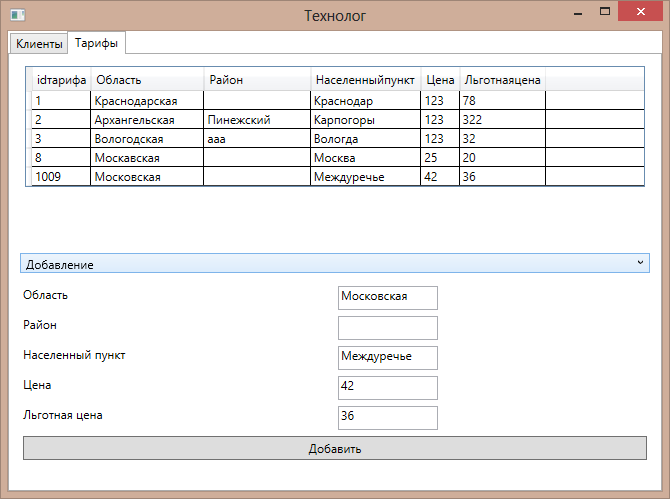 Технолог
Клиенты Тарифы
idтарифа Область Район Населенныйпункт Цена Льготнаяцена
1 Краснодарская Краснодар 123 78
2 Архангельская Пинежский Карпогоры 123 322
3 Вологодская ааа Вологда 123 32
8 Москавская Москва 25 20
1009 Московская Междуречье 42 36
Добавление
Область Московская
Район
Населенный пункт Междуречье
Цена 42
Льготная цена 36
Добавить